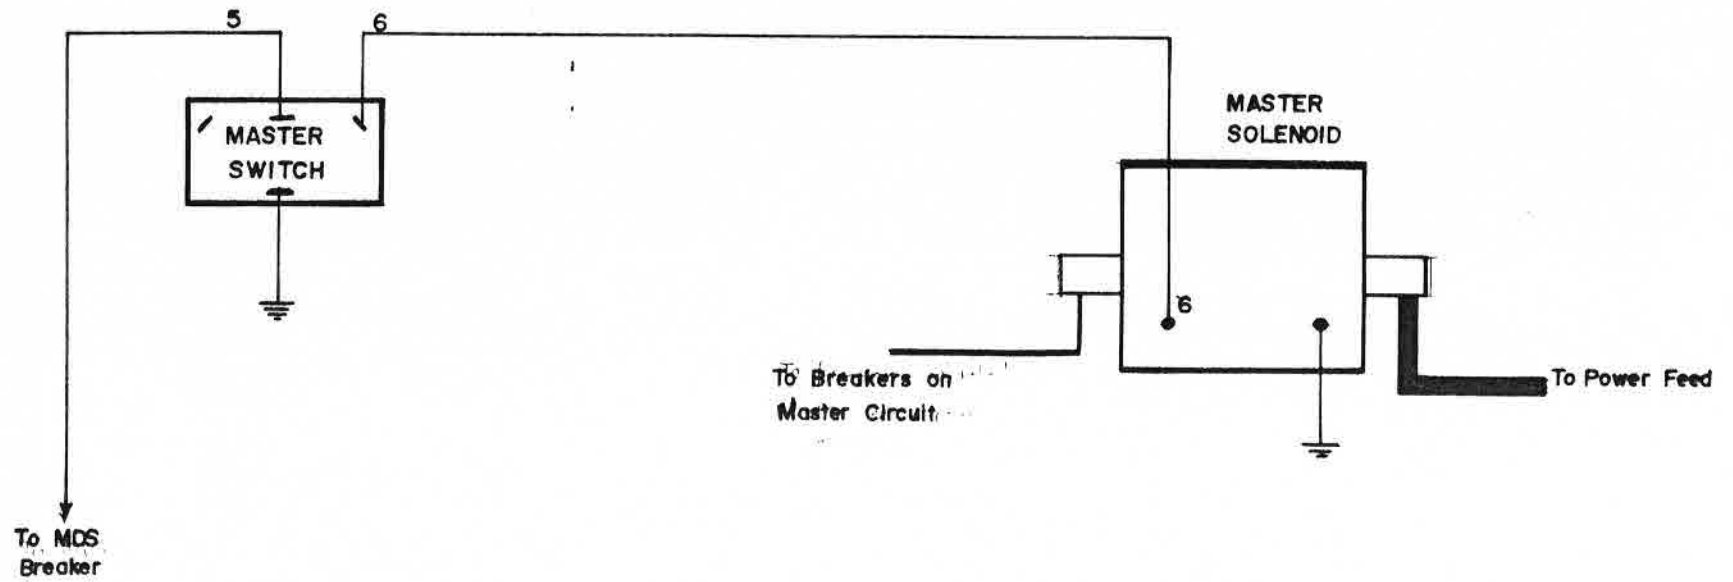 5
6
MASTER
SWITCH
MASTER
SOLENOID
6
To Breakers on
Master Circuit
To Power Feed
To MDS
Breaker